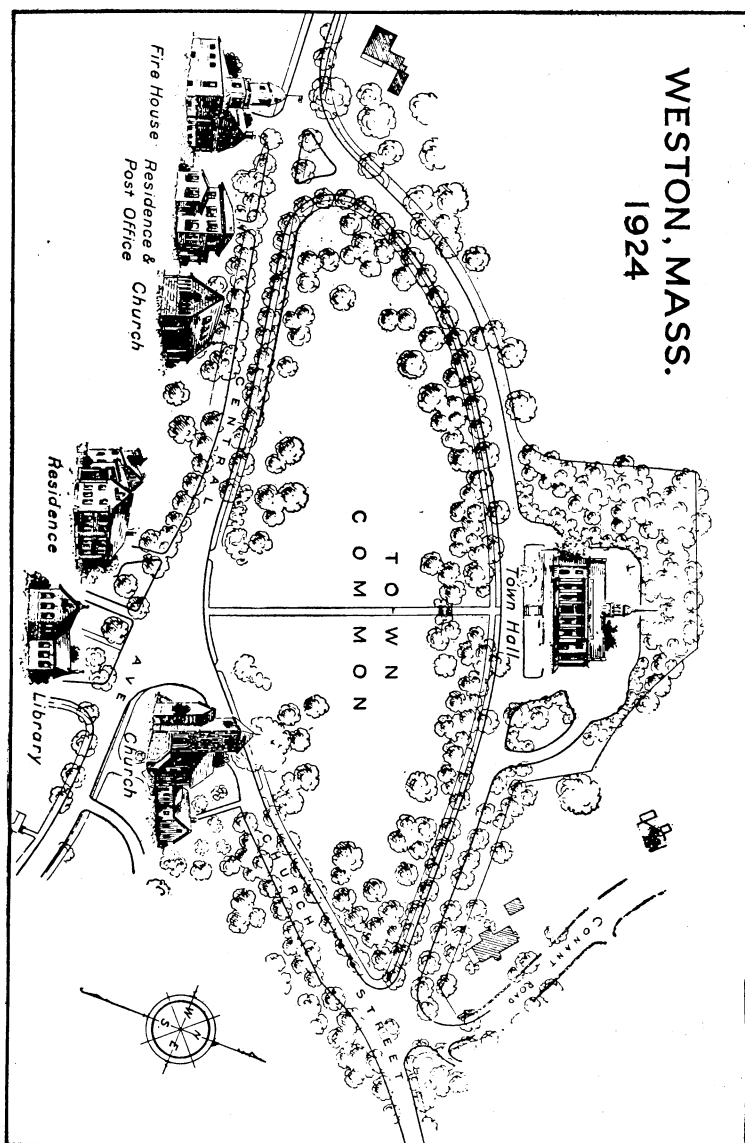 WESTON, MASS.
1924
Fire House
Residence &
Post Office
Church
CENTRAL AVE
Residence
TOWN
COMMON
Town Hall
Library
Church
CHURCH STREET
CONANT ROAD
N
W
E
S